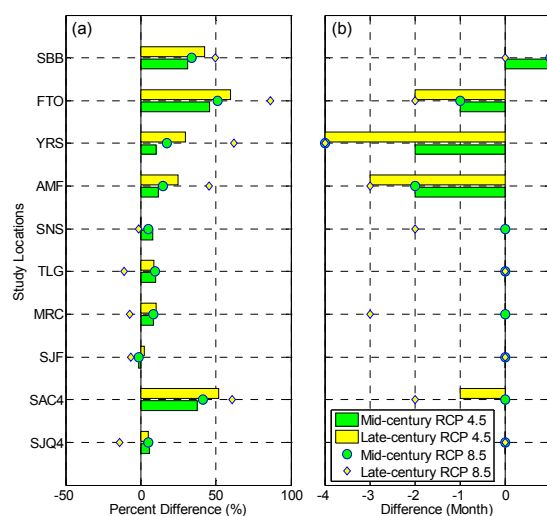 (a)
(b)
Study Locations
SBB
FTO
YRS
AMF
SNS
TLG
MRC
SJF
SAC4
SJQ4
-50
0
50
100
Percent Difference (%)
-4
-3
-2
-1
0
1
Difference (Month)
Mid-century RCP 4.5
Late-century RCP 4.5
Mid-century RCP 8.5
Late-century RCP 8.5